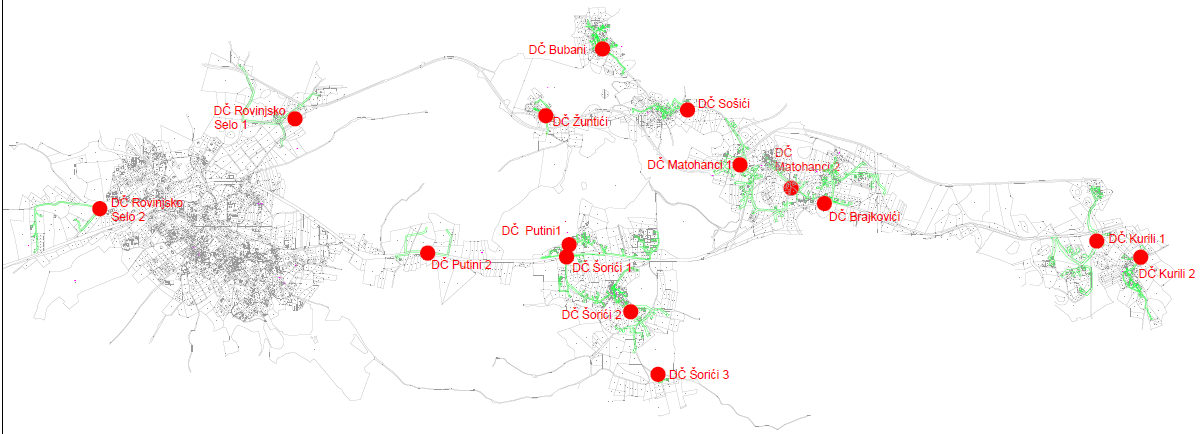 DČ Bubani
DČ Sošići
DČ Rovinjsko
Selo 1
DČ Žuntići
DČ Matohanci 1
DČ
Matohanci 2
DČ Rovinjsko
Selo 2
DČ Brajkovići
DČ Putini1
DČ Kurili 1
DČ Putini 2
DČ Šorići 1
DČ Kurili 2
DČ Šorići 2
DČ Šorići 3